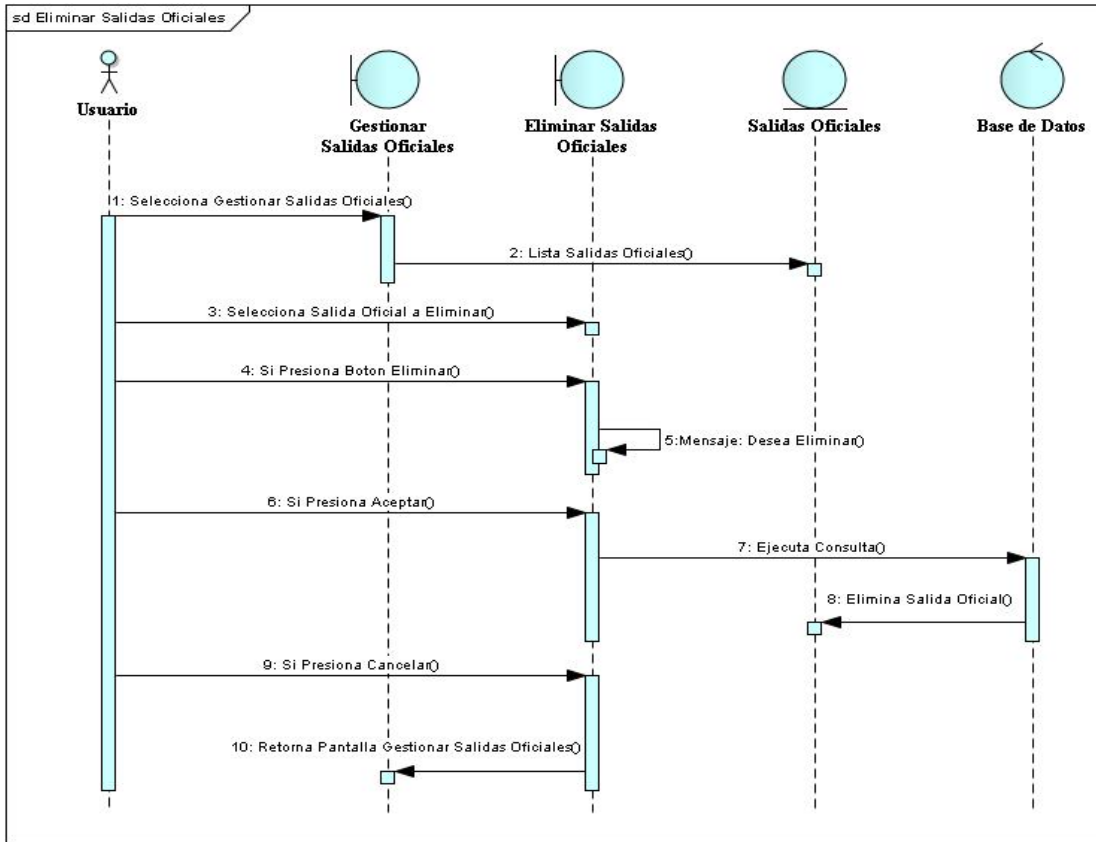 sd Eliminar Salidas Oficiales
Usuario
Gestionar
Salidas Oficiales
Eliminar Salidas
Oficiales
Salidas Oficiales
Base de Datos
1: Selecciona Gestionar Salidas Oficiales()
2: Lista Salidas Oficiales()
3: Selecciona Salida Oficial a Eliminar()
4: Si Presiona Boton Eliminar()
5:Mensaje: Desea Eliminar()
6: Si Presiona Aceptar()
7: Ejecuta Consulta()
8: Elimina Salida Oficial()
9: Si Presiona Cancelar()
10: Retorna Pantalla Gestionar Salidas Oficiales()